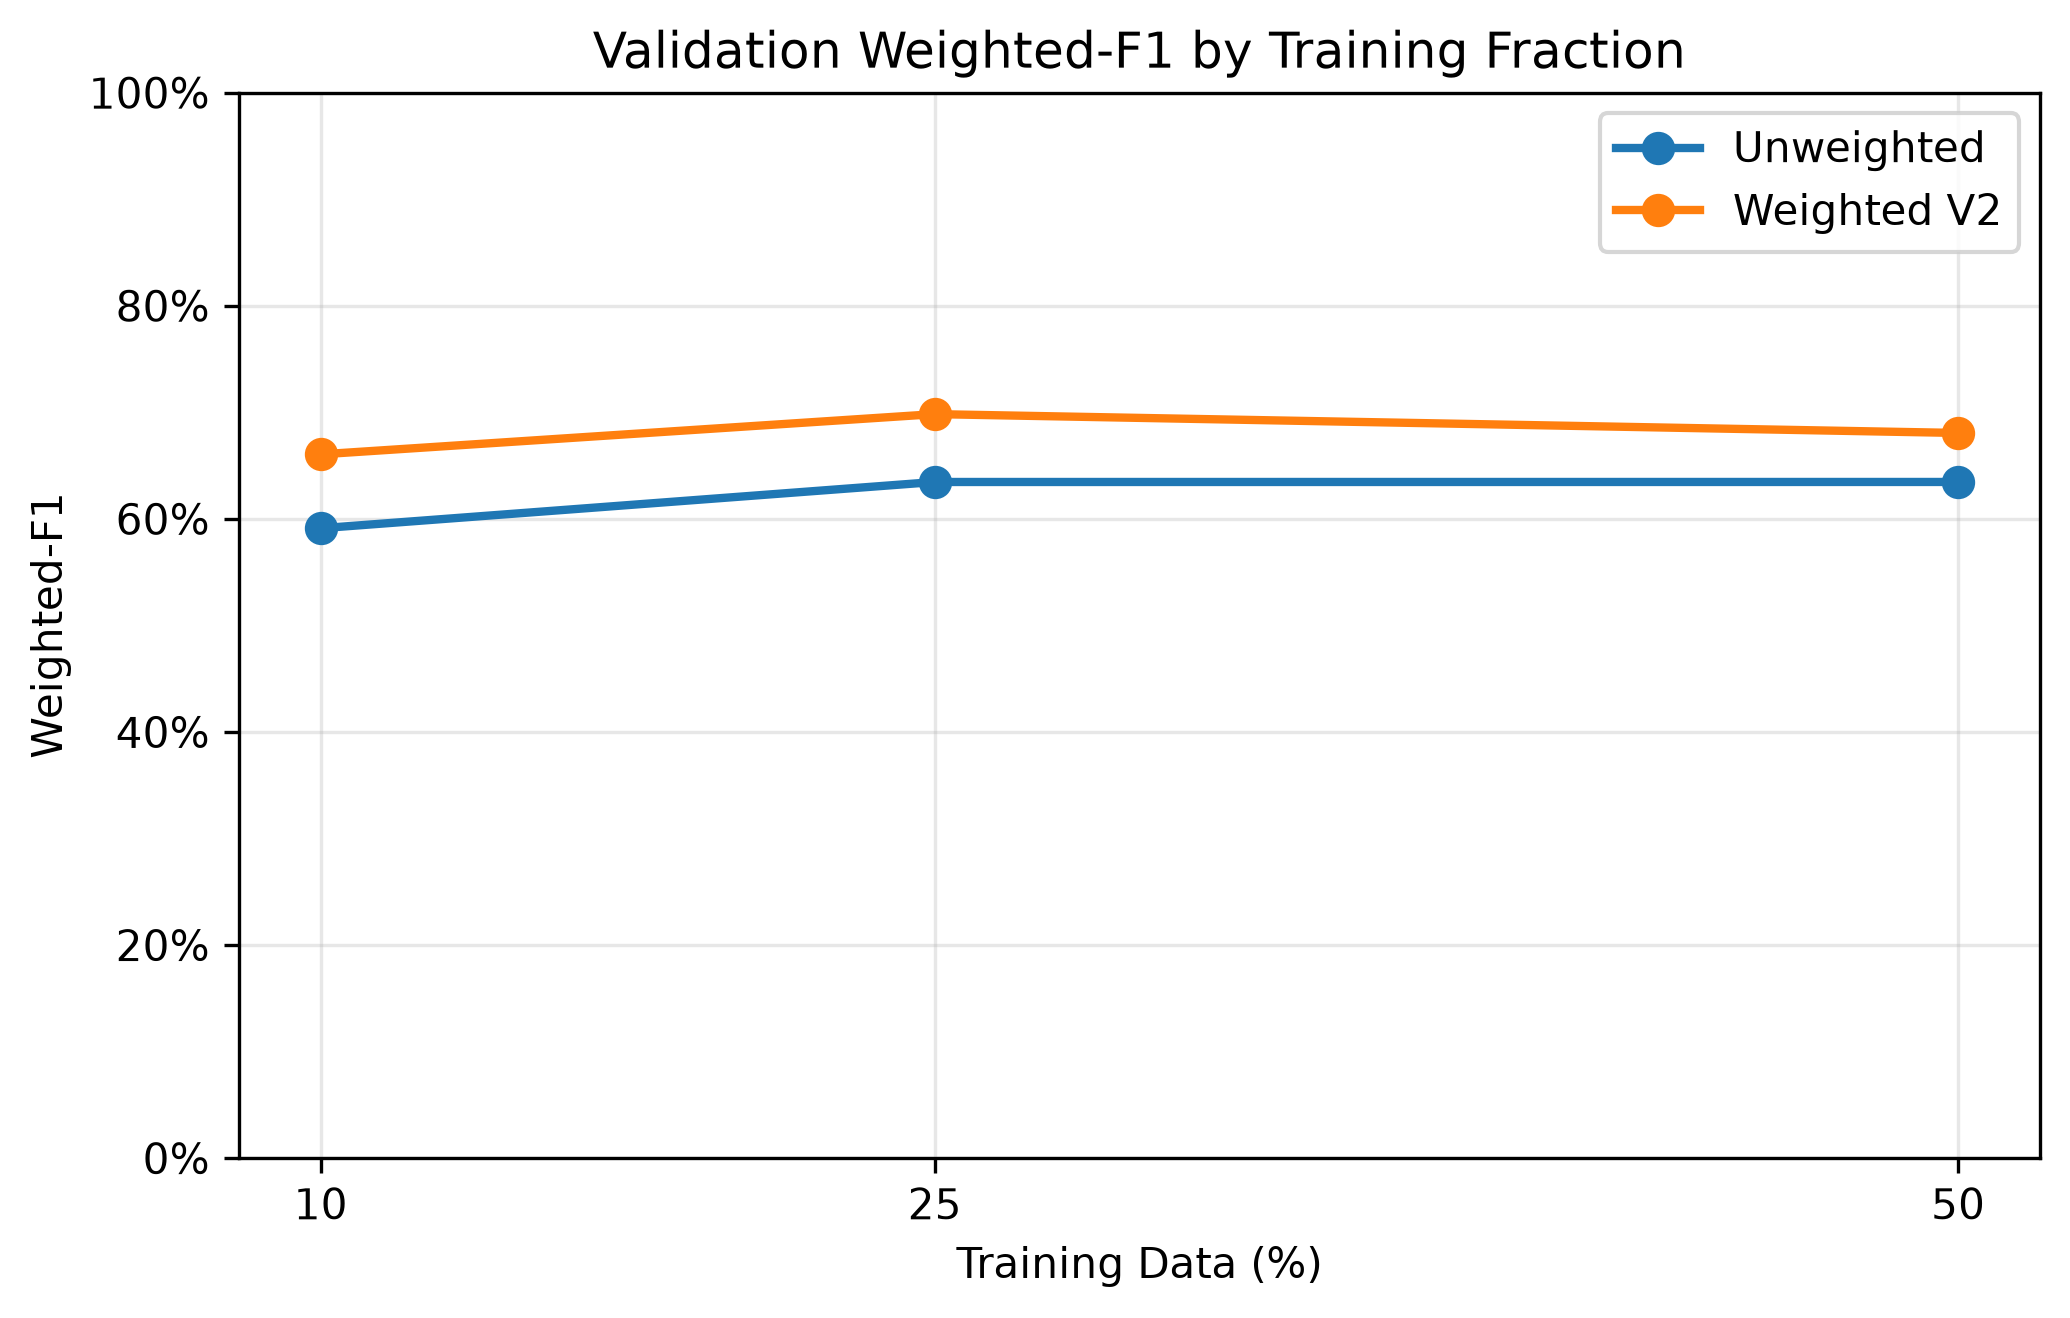 Validation Weighted-F1 by Training Fraction
100%
80%
60%
40%
20%
0%
Weighted-F1
Unweighted
Weighted V2
10
25
50
Training Data (%)